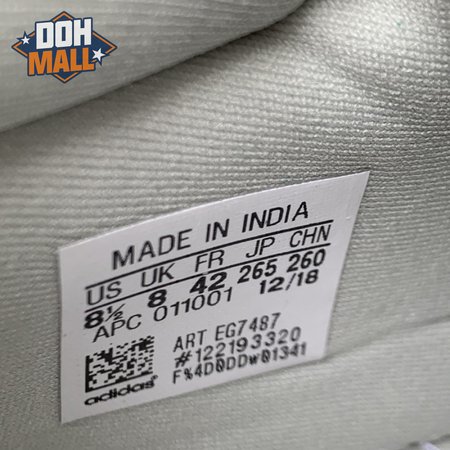 DOH
MALL
MADE IN INDIA
US UK FR JP CHN
8½ 8 42 265 260
APC 011001 12/18
ART EG7487
#122193320
F%4D0DDw01341
adidas